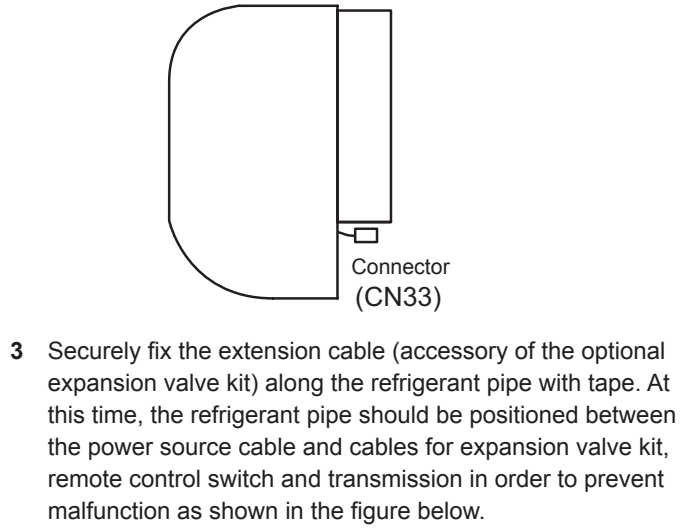 Connector
(CN33)
3 Securely fix the extension cable (accessory of the optional
expansion valve kit) along the refrigerant pipe with tape. At
this time, the refrigerant pipe should be positioned between
the power source cable and cables for expansion valve kit,
remote control switch and transmission in order to prevent
malfunction as shown in the figure below.